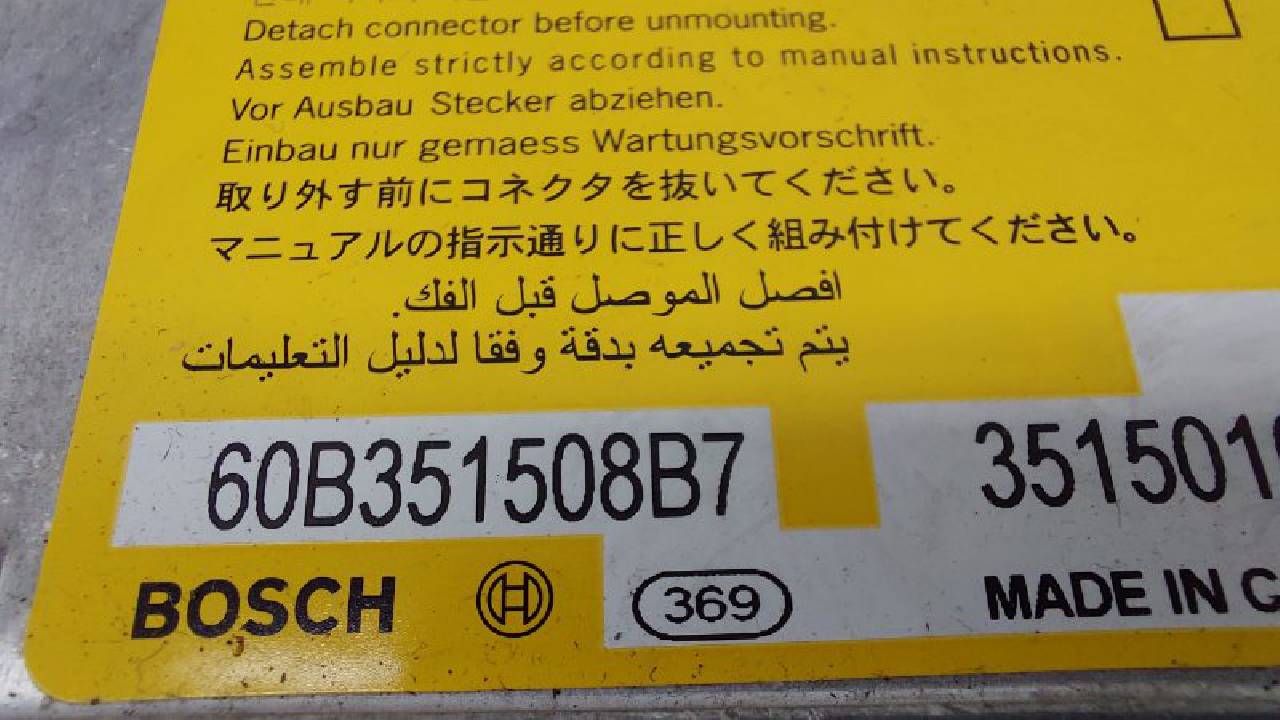 Detach connector before unmounting.
Assemble strictly according to manual instructions.
Vor Ausbau Stecker abziehen.
Einbau nur gemaess Wartungsvorschrift.
取り外す前にコネクタを抜いてください。
マニュアルの指示通りに正しく組み付けてください。
افصل الموصل قبل الفك.
يتم تجميعه بدقة وفقا لدليل التعليمات
60B351508B7
351501
BOSCH
369
MADE IN